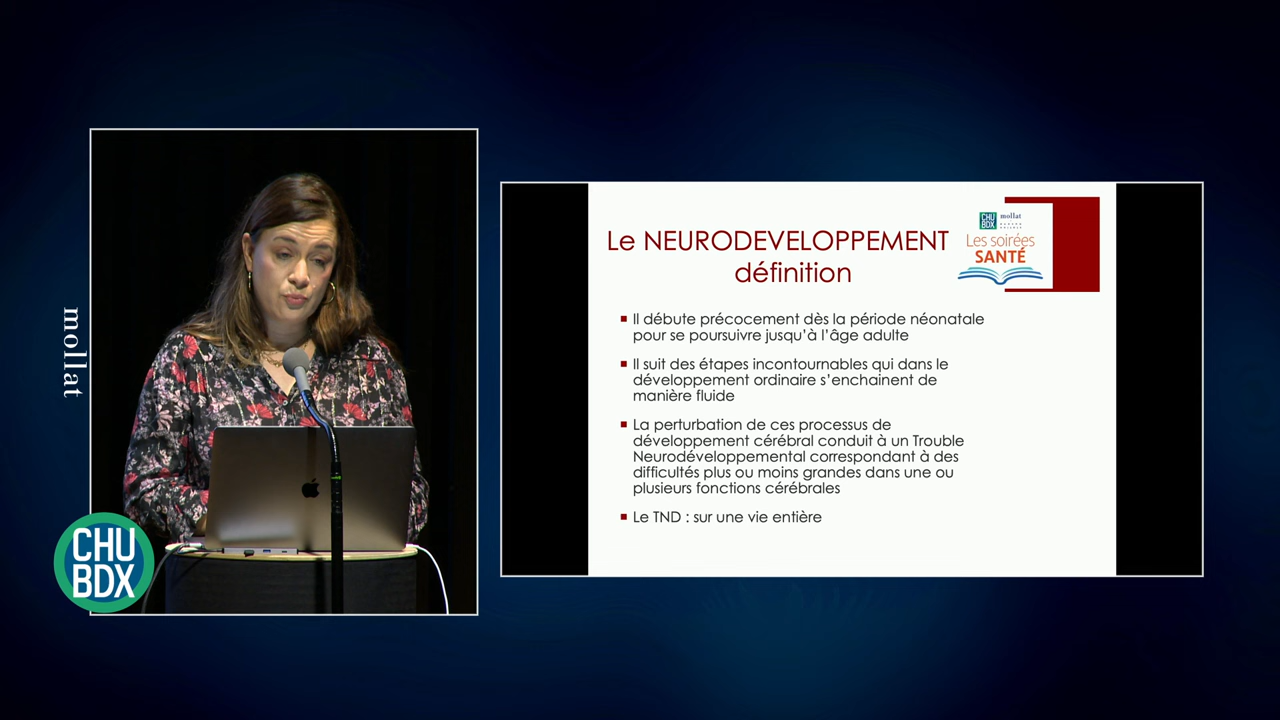 mollat
CHU
BDX
Le NEURODEVELOPPEMENT
définition
CHU
BDX
mollat
Les soirées
SANTÉ
Il débute précocement dès la période néonatale
pour se poursuivre jusqu'à l'âge adulte
Il suit des étapes incontournables qui dans le
développement ordinaire s'enchainent de
manière fluide
La perturbation de ces processus de
développement cérébral conduit à un Trouble
Neurodéveloppemental correspondant à des
difficultés plus ou moins grandes dans une ou
plusieurs fonctions cérébrales
Le TND : sur une vie entière